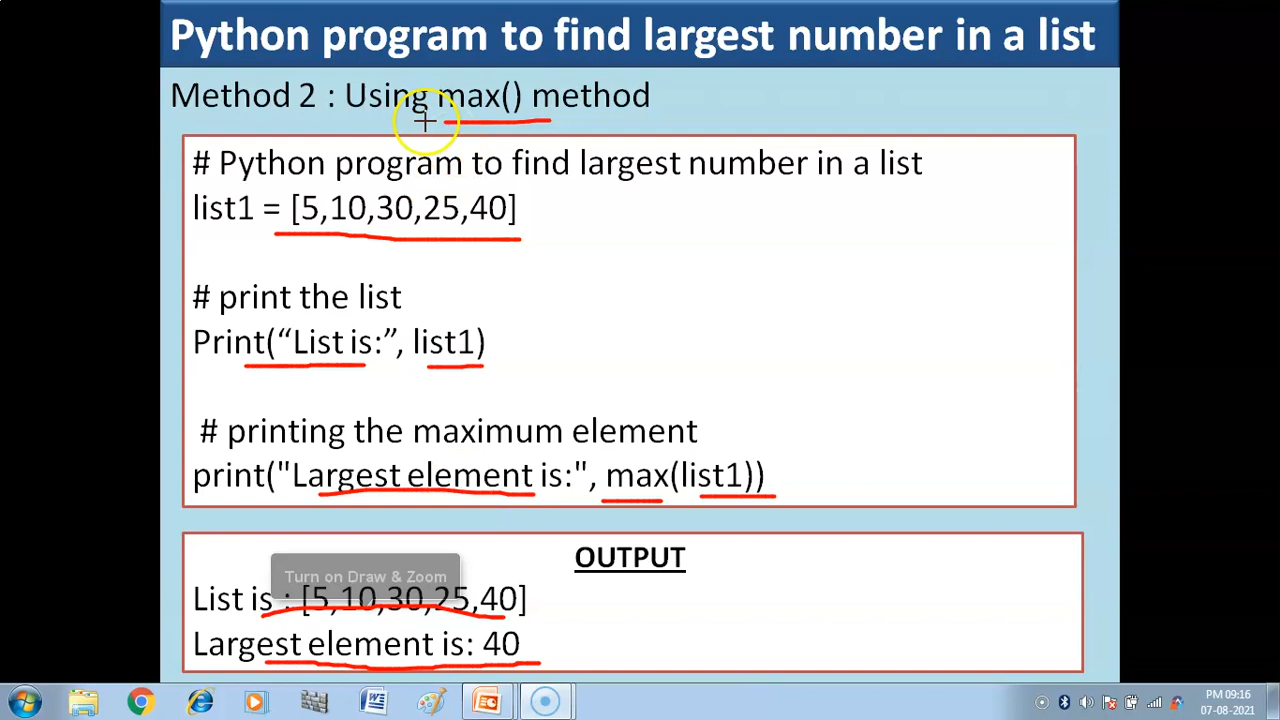 Python program to find largest number in a list
Method 2 : Using max() method
# Python program to find largest number in a list
list1 = [5,10,30,25,40]
# print the list
Print(“List is:”, list1)
# printing the maximum element
print("Largest element is:", max(list1))
OUTPUT
Turn on Draw & Zoom
List is : [5,10,30,25,40]
Largest element is: 40
PM 09:16
07-08-2021